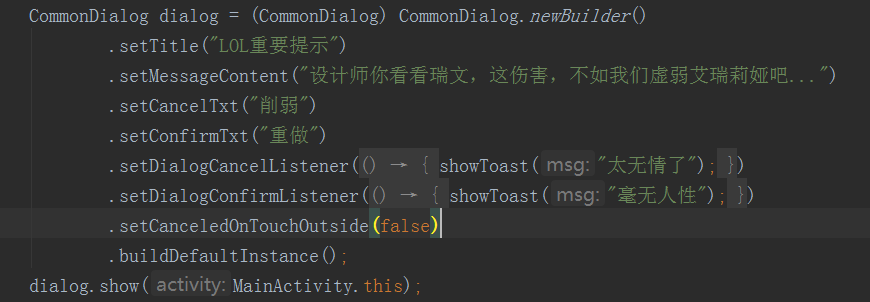 CommonDialog dialog = (CommonDialog) CommonDialog.newBuilder()
.setTitle("LOL重要提示")
.setMessageContent("设计师你看看瑞文，这伤害，不如我们虚弱艾瑞莉娅吧...")
.setCancelTxt("削弱")
.setConfirmTxt("重做")
.setDialogCancelListener(() → { showToast( msg: "太无情了"); })
.setDialogConfirmListener(() → { showToast( msg: "毫无人性"); })
.setCanceledOnTouchOutside(false)
.buildDefaultInstance();
dialog.show( activity: MainActivity.this);